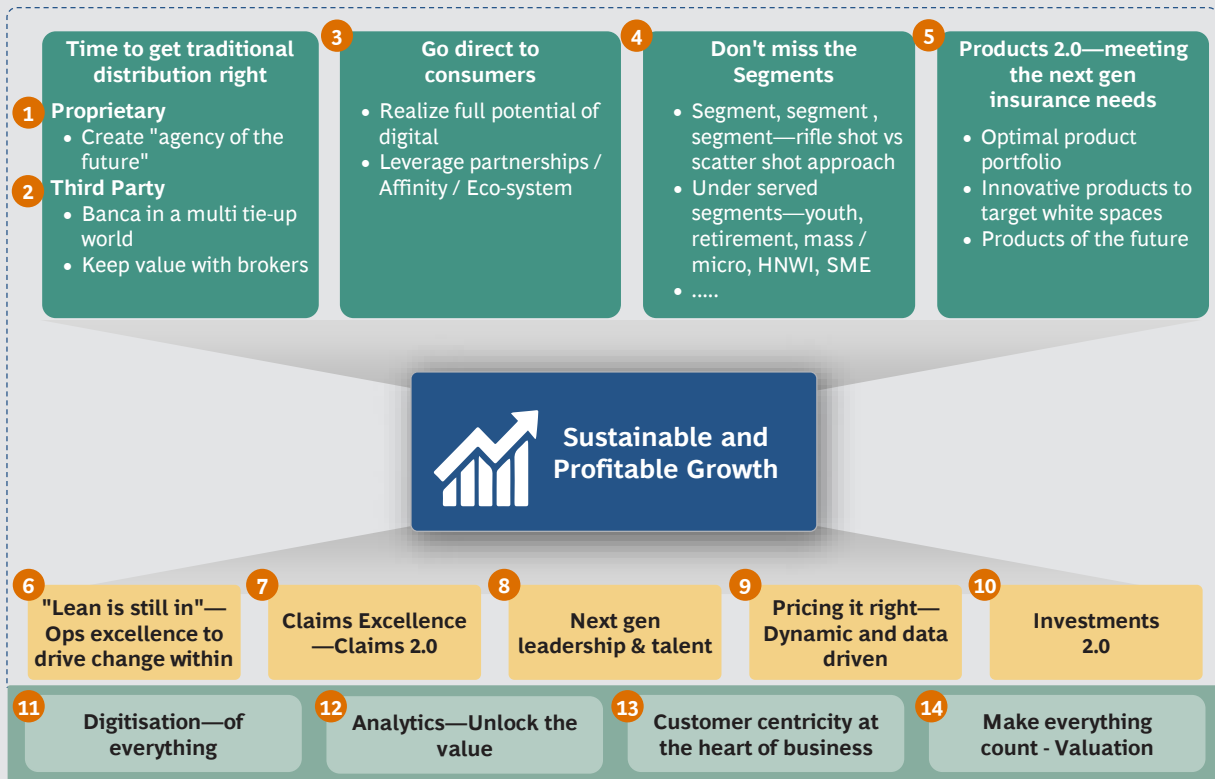 Time to get traditional
distribution right
1 Proprietary
• Create "agency of the
future"
2 Third Party
• Banca in a multi tie-up
world
• Keep value with brokers
3
Go direct to
consumers
• Realize full potential of
digital
• Leverage partnerships /
Affinity / Eco-system
4
Don't miss the
Segments
• Segment, segment ,
segment—rifle shot vs
scatter shot approach
• Under served
segments—youth,
retirement, mass /
micro, HNWI, SME
• .....
5
Products 2.0—meeting
the next gen
insurance needs
• Optimal product
portfolio
• Innovative products to
target white spaces
• Products of the future
Sustainable and
Profitable Growth
6
"Lean is still in"—
Ops excellence to
drive change within
7
Claims Excellence
—Claims 2.0
8
Next gen
leadership & talent
9
Pricing it right—
Dynamic and data
driven
10
Investments
2.0
11
Digitisation—of
everything
12
Analytics—Unlock the
value
13
Customer centricity at
the heart of business
14
Make everything
count - Valuation